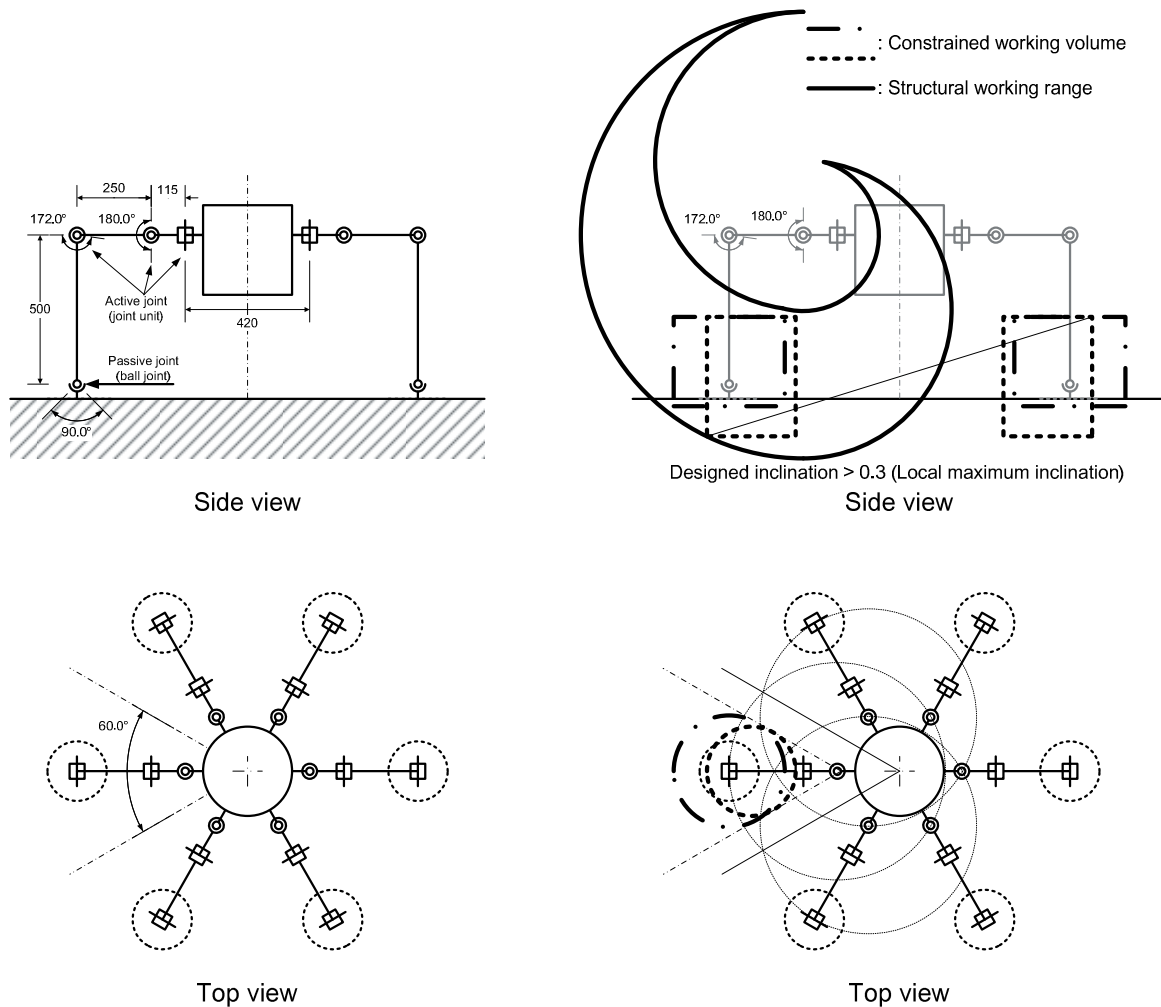 : Constrained working volume
: Structural working range
250
115
172.0°
180.0°
500
Active joint
(joint unit)
420
Passive joint
(ball joint)
90.0°
Side view
172.0°
180.0°
Designed inclination > 0.3 (Local maximum inclination)
Side view
60.0°
Top view
Top view